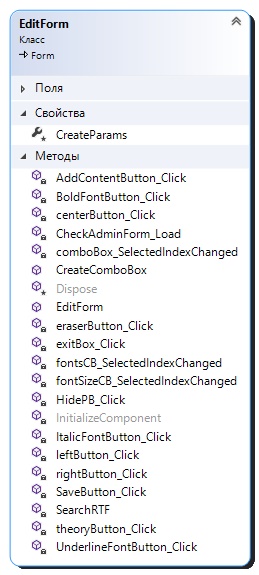 EditForm
Класс
Form
Поля
Свойства
CreateParams
Методы
AddContentButton_Click
BoldFontButton_Click
centerButton_Click
CheckAdminForm_Load
comboBox_SelectedIndexChanged
CreateComboBox
Dispose
EditForm
eraserButton_Click
exitBox_Click
fontsCB_SelectedIndexChanged
fontSizeCB_SelectedIndexChanged
HidePB_Click
InitializeComponent
ItalicFontButton_Click
leftButton_Click
rightButton_Click
SaveButton_Click
SearchRTF
theoryButton_Click
UnderlineFontButton_Click